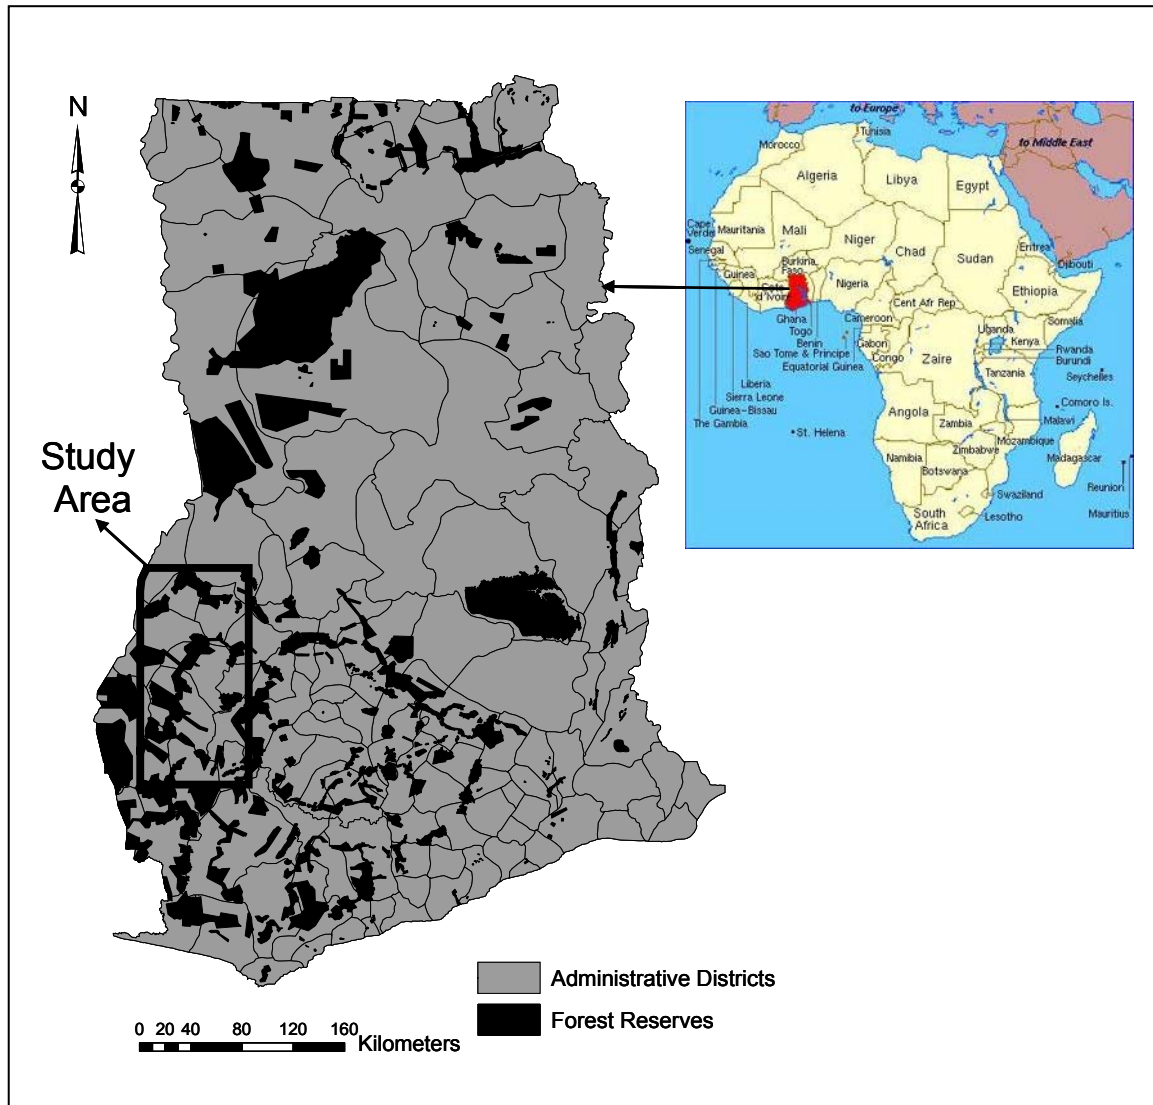 N
Study
Area
to Europe
to Middle East
Tunisia
Morocco
Algeria
Libya
Egypt
Cape
Verde
Mauritania
Mali
Niger
Chad
Sudan
Eritrea
Djibouti
Senegal
Burkina
Faso
Guinea
Cote
d'Ivoire
Nigeria
Cent Afr Rep
Ethiopia
Ghana
Togo
Benin
Cameroon
Somalia
Sao Tome & Principe
Equatorial Guinea
Gabon
Congo
Zaire
Uganda
Kenya
Rwanda
Burundi
Liberia
Sierra Leone
Guinea-Bissau
The Gambia
Tanzania
Seychelles
Comoro Is.
Angola
Zambia
Malawi
St. Helena
Mozambique
Zimbabwe
Madagascar
Namibia
Botswana
Reunion
Mauritius
Swaziland
South
Africa
Lesotho
Administrative Districts
Forest Reserves
0 20 40 80 120 160
Kilometers